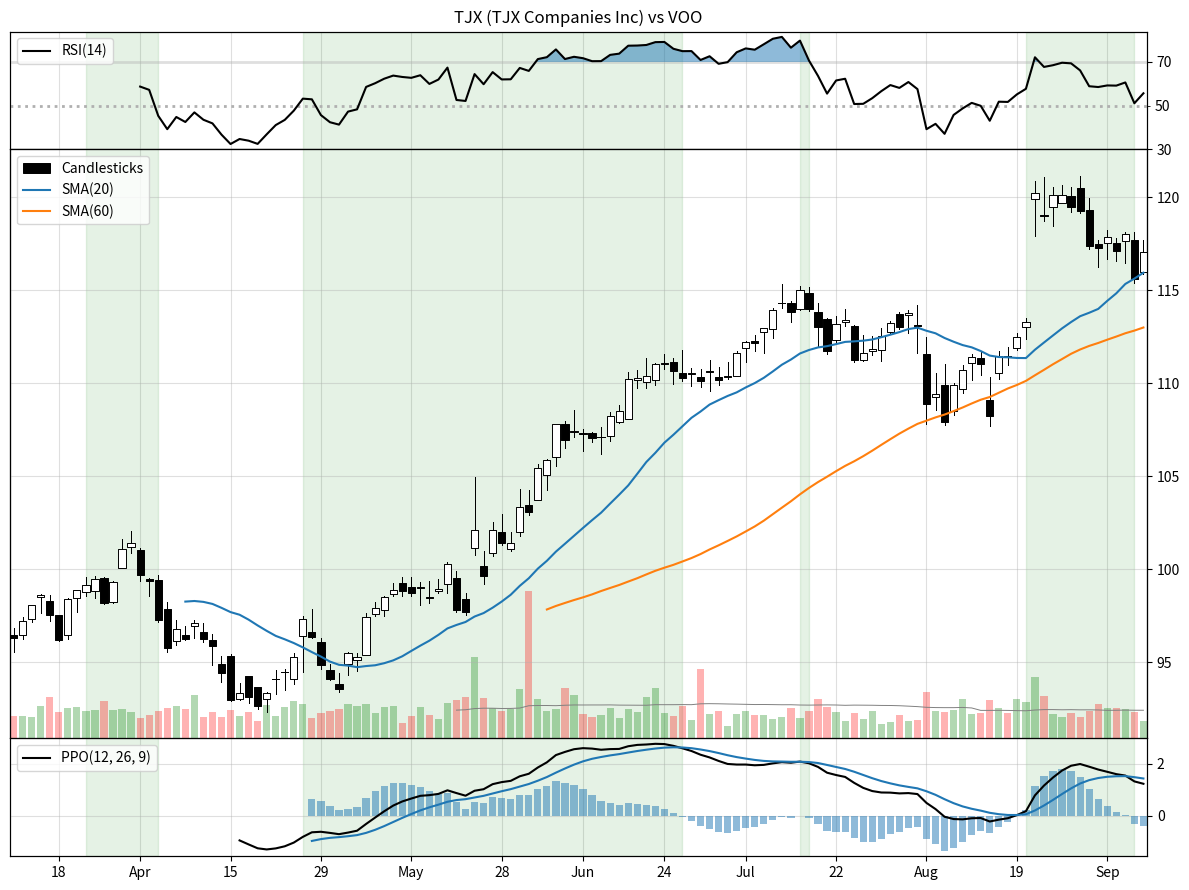 TJX (TJX Companies Inc) vs VOO
RSI(14)
70
50
30
Candlesticks
SMA(20)
SMA(60)
120
115
110
105
100
95
PPO(12, 26, 9)
2
0
18 Apr 15 29 May 28 Jun 24 Jul 22 Aug 19 Sep